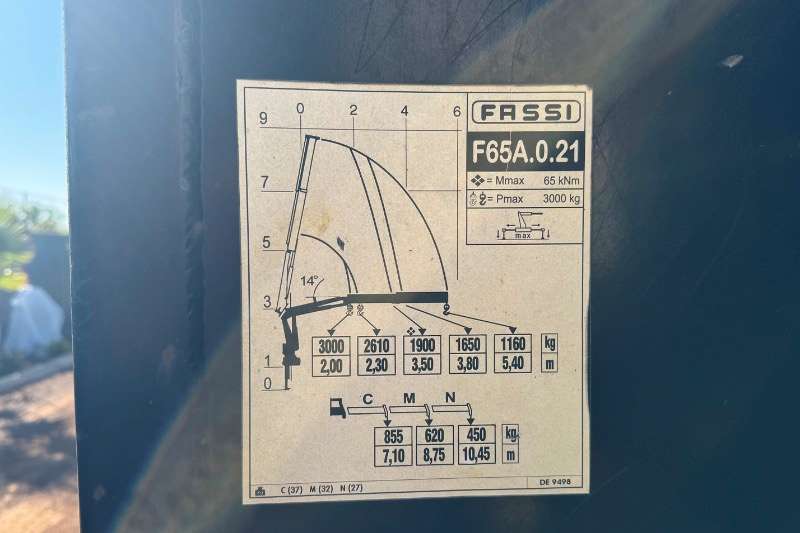 FASSI
F65A.0.21
= Mmax 65 kNm
= Pmax 3000 kg
max
0 2 4 6
9
7
5
3
1
0
14°
3000 2610 1900 1650 1160 kg
2,00 2,30 3,50 3,80 5,40 m
C M N
855 620 450 kg
7,10 8,75 10,45 m
C (37) M (32) N (27)
DE 9498